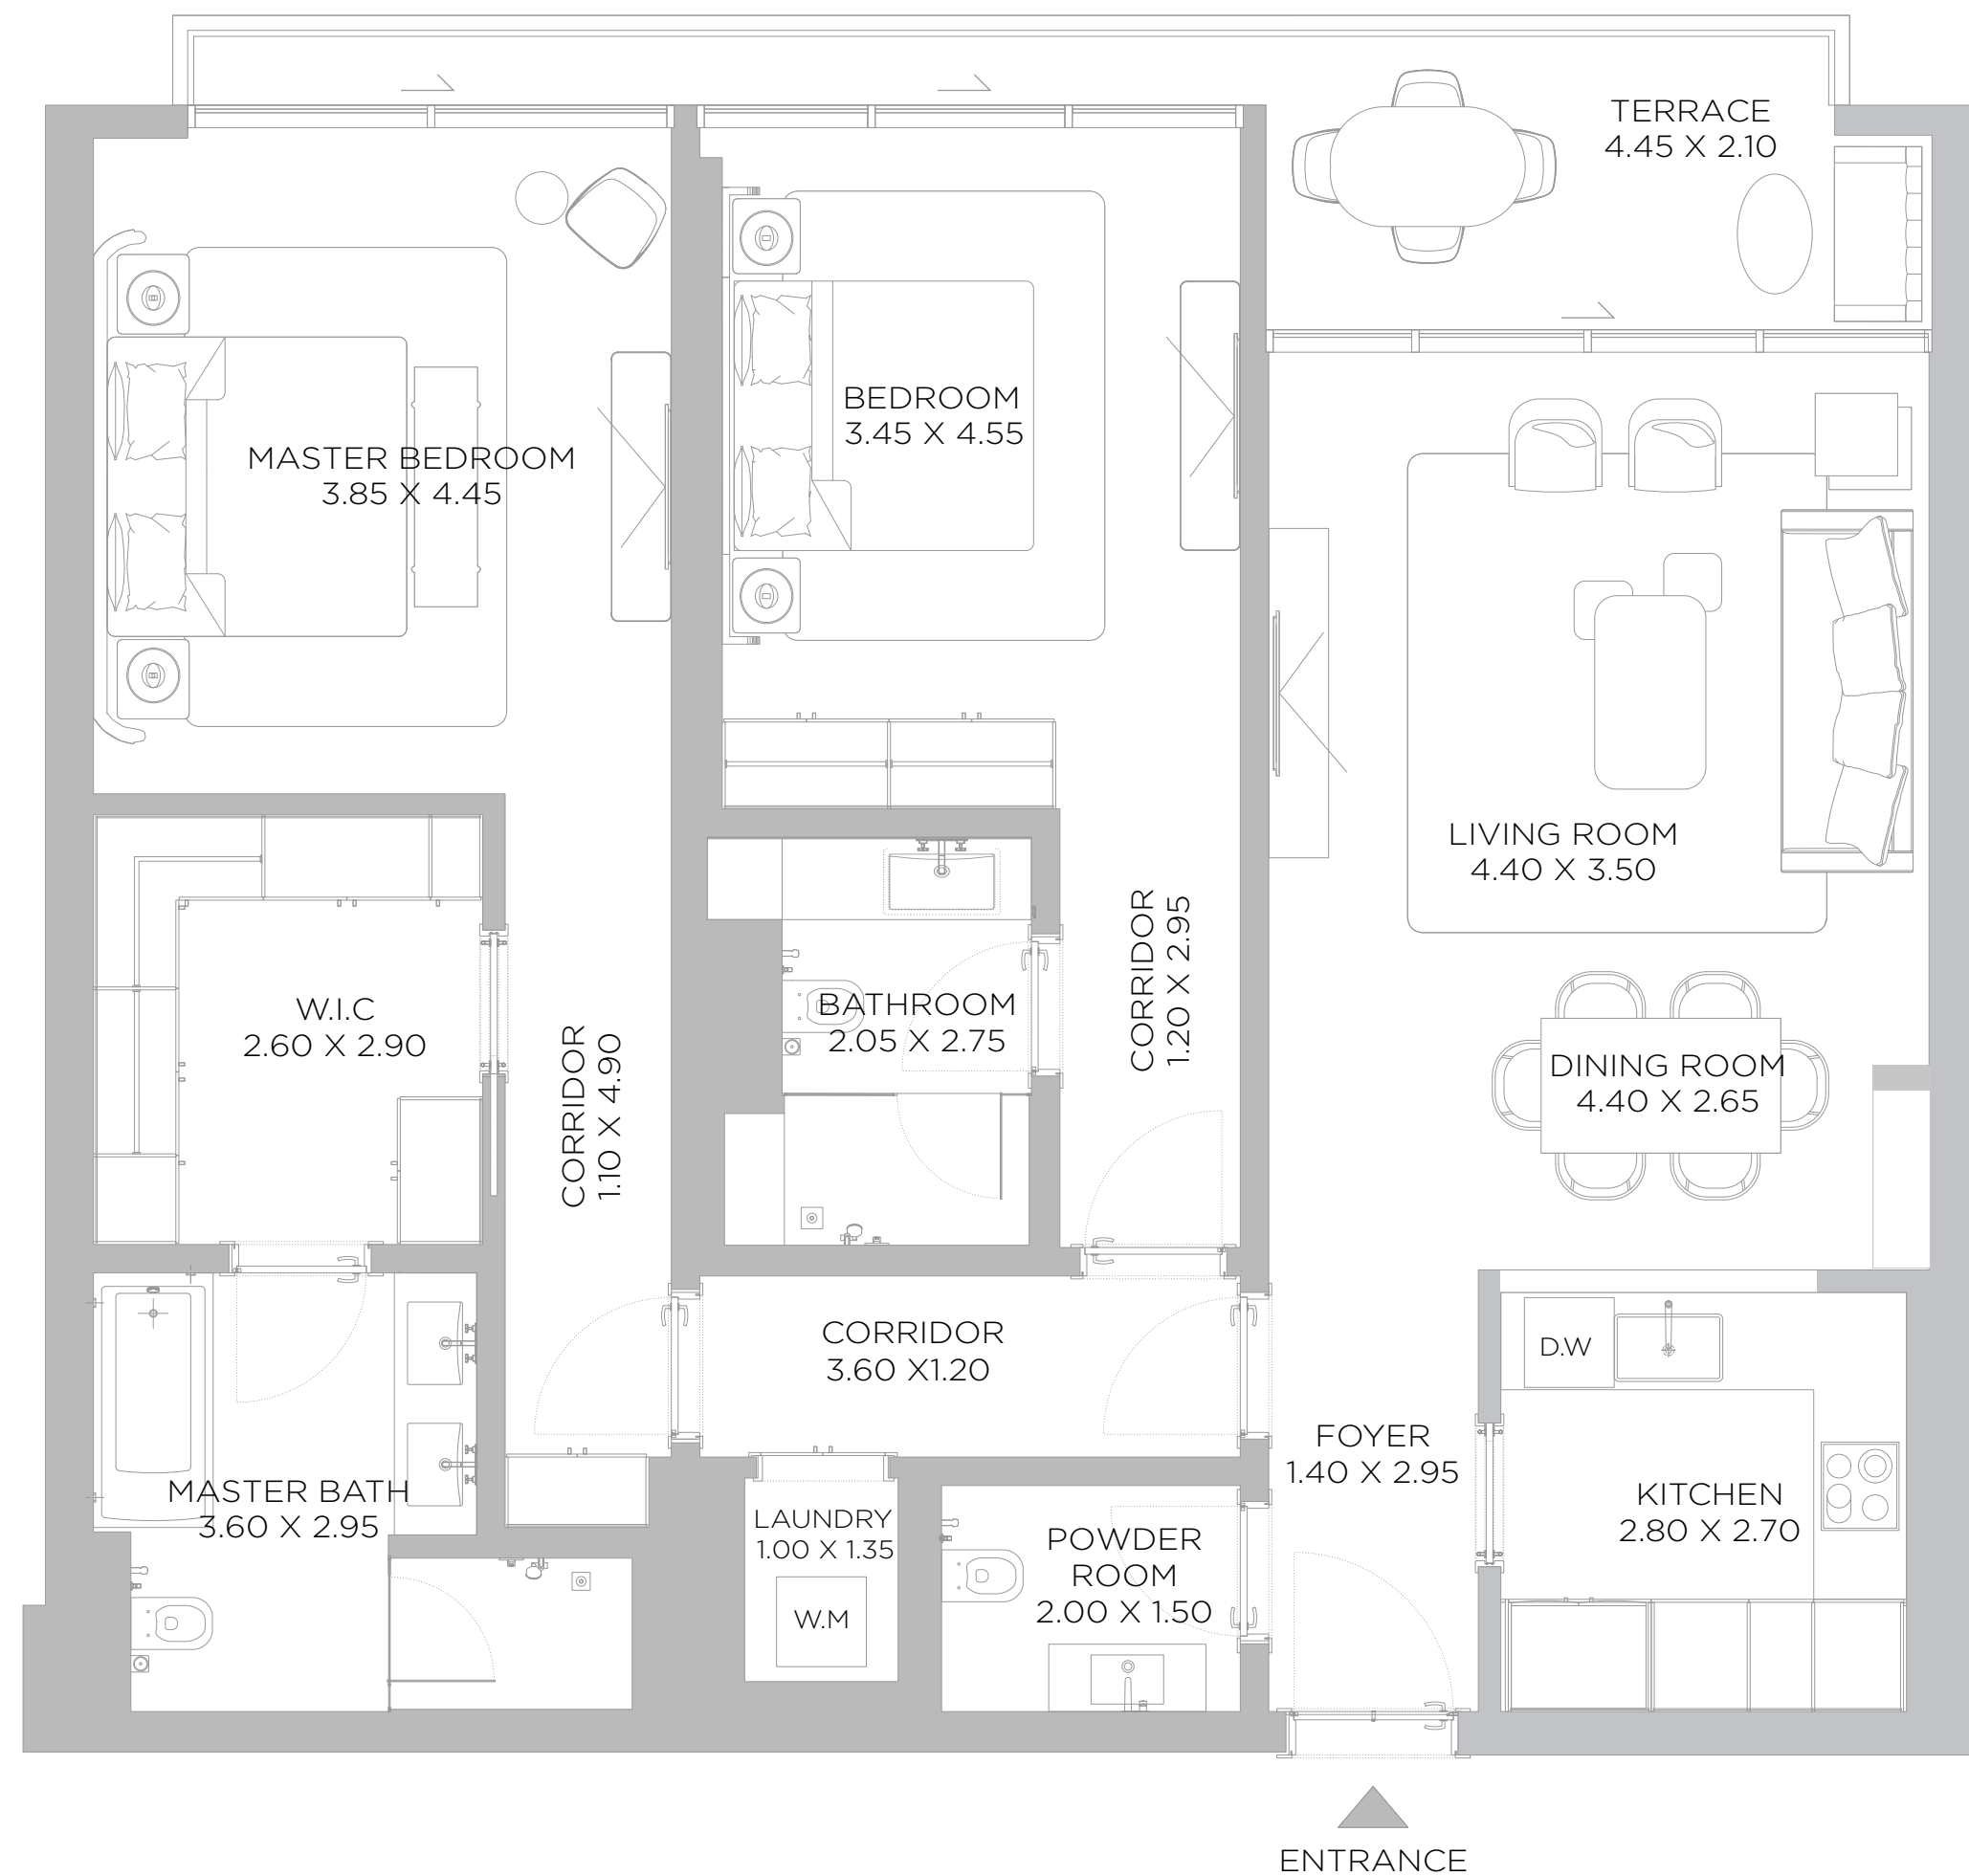 TERRACE
4.45 X 2.10
BEDROOM
3.45 X 4.55
MASTER BEDROOM
3.85 X 4.45
LIVING ROOM
4.40 X 3.50
W.I.C
2.60 X 2.90
CORRIDOR
1.10 X 4.90
BATHROOM
2.05 X 2.75
CORRIDOR
1.20 X 2.95
DINING ROOM
4.40 X 2.65
CORRIDOR
3.60 X1.20
D.W
FOYER
1.40 X 2.95
MASTER BATH
3.60 X 2.95
LAUNDRY
1.00 X 1.35
W.M
POWDER
ROOM
2.00 X 1.50
KITCHEN
2.80 X 2.70
ENTRANCE